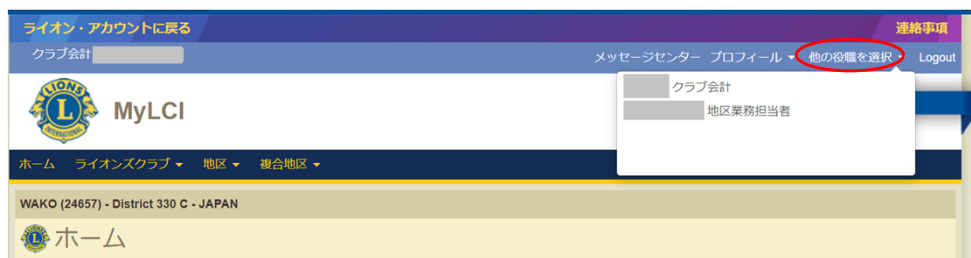 ライオン・アカウントに戻る 連絡事項
クラブ会計 メッセージセンター プロフィール 他の役職を選択 Logout
クラブ会計
地区業務担当者
LIONS
L
INTERNATIONAL
MyLCI
ホーム ライオンズクラブ 地区 複合地区
WAKO (24657) - District 330 C - JAPAN
ホーム